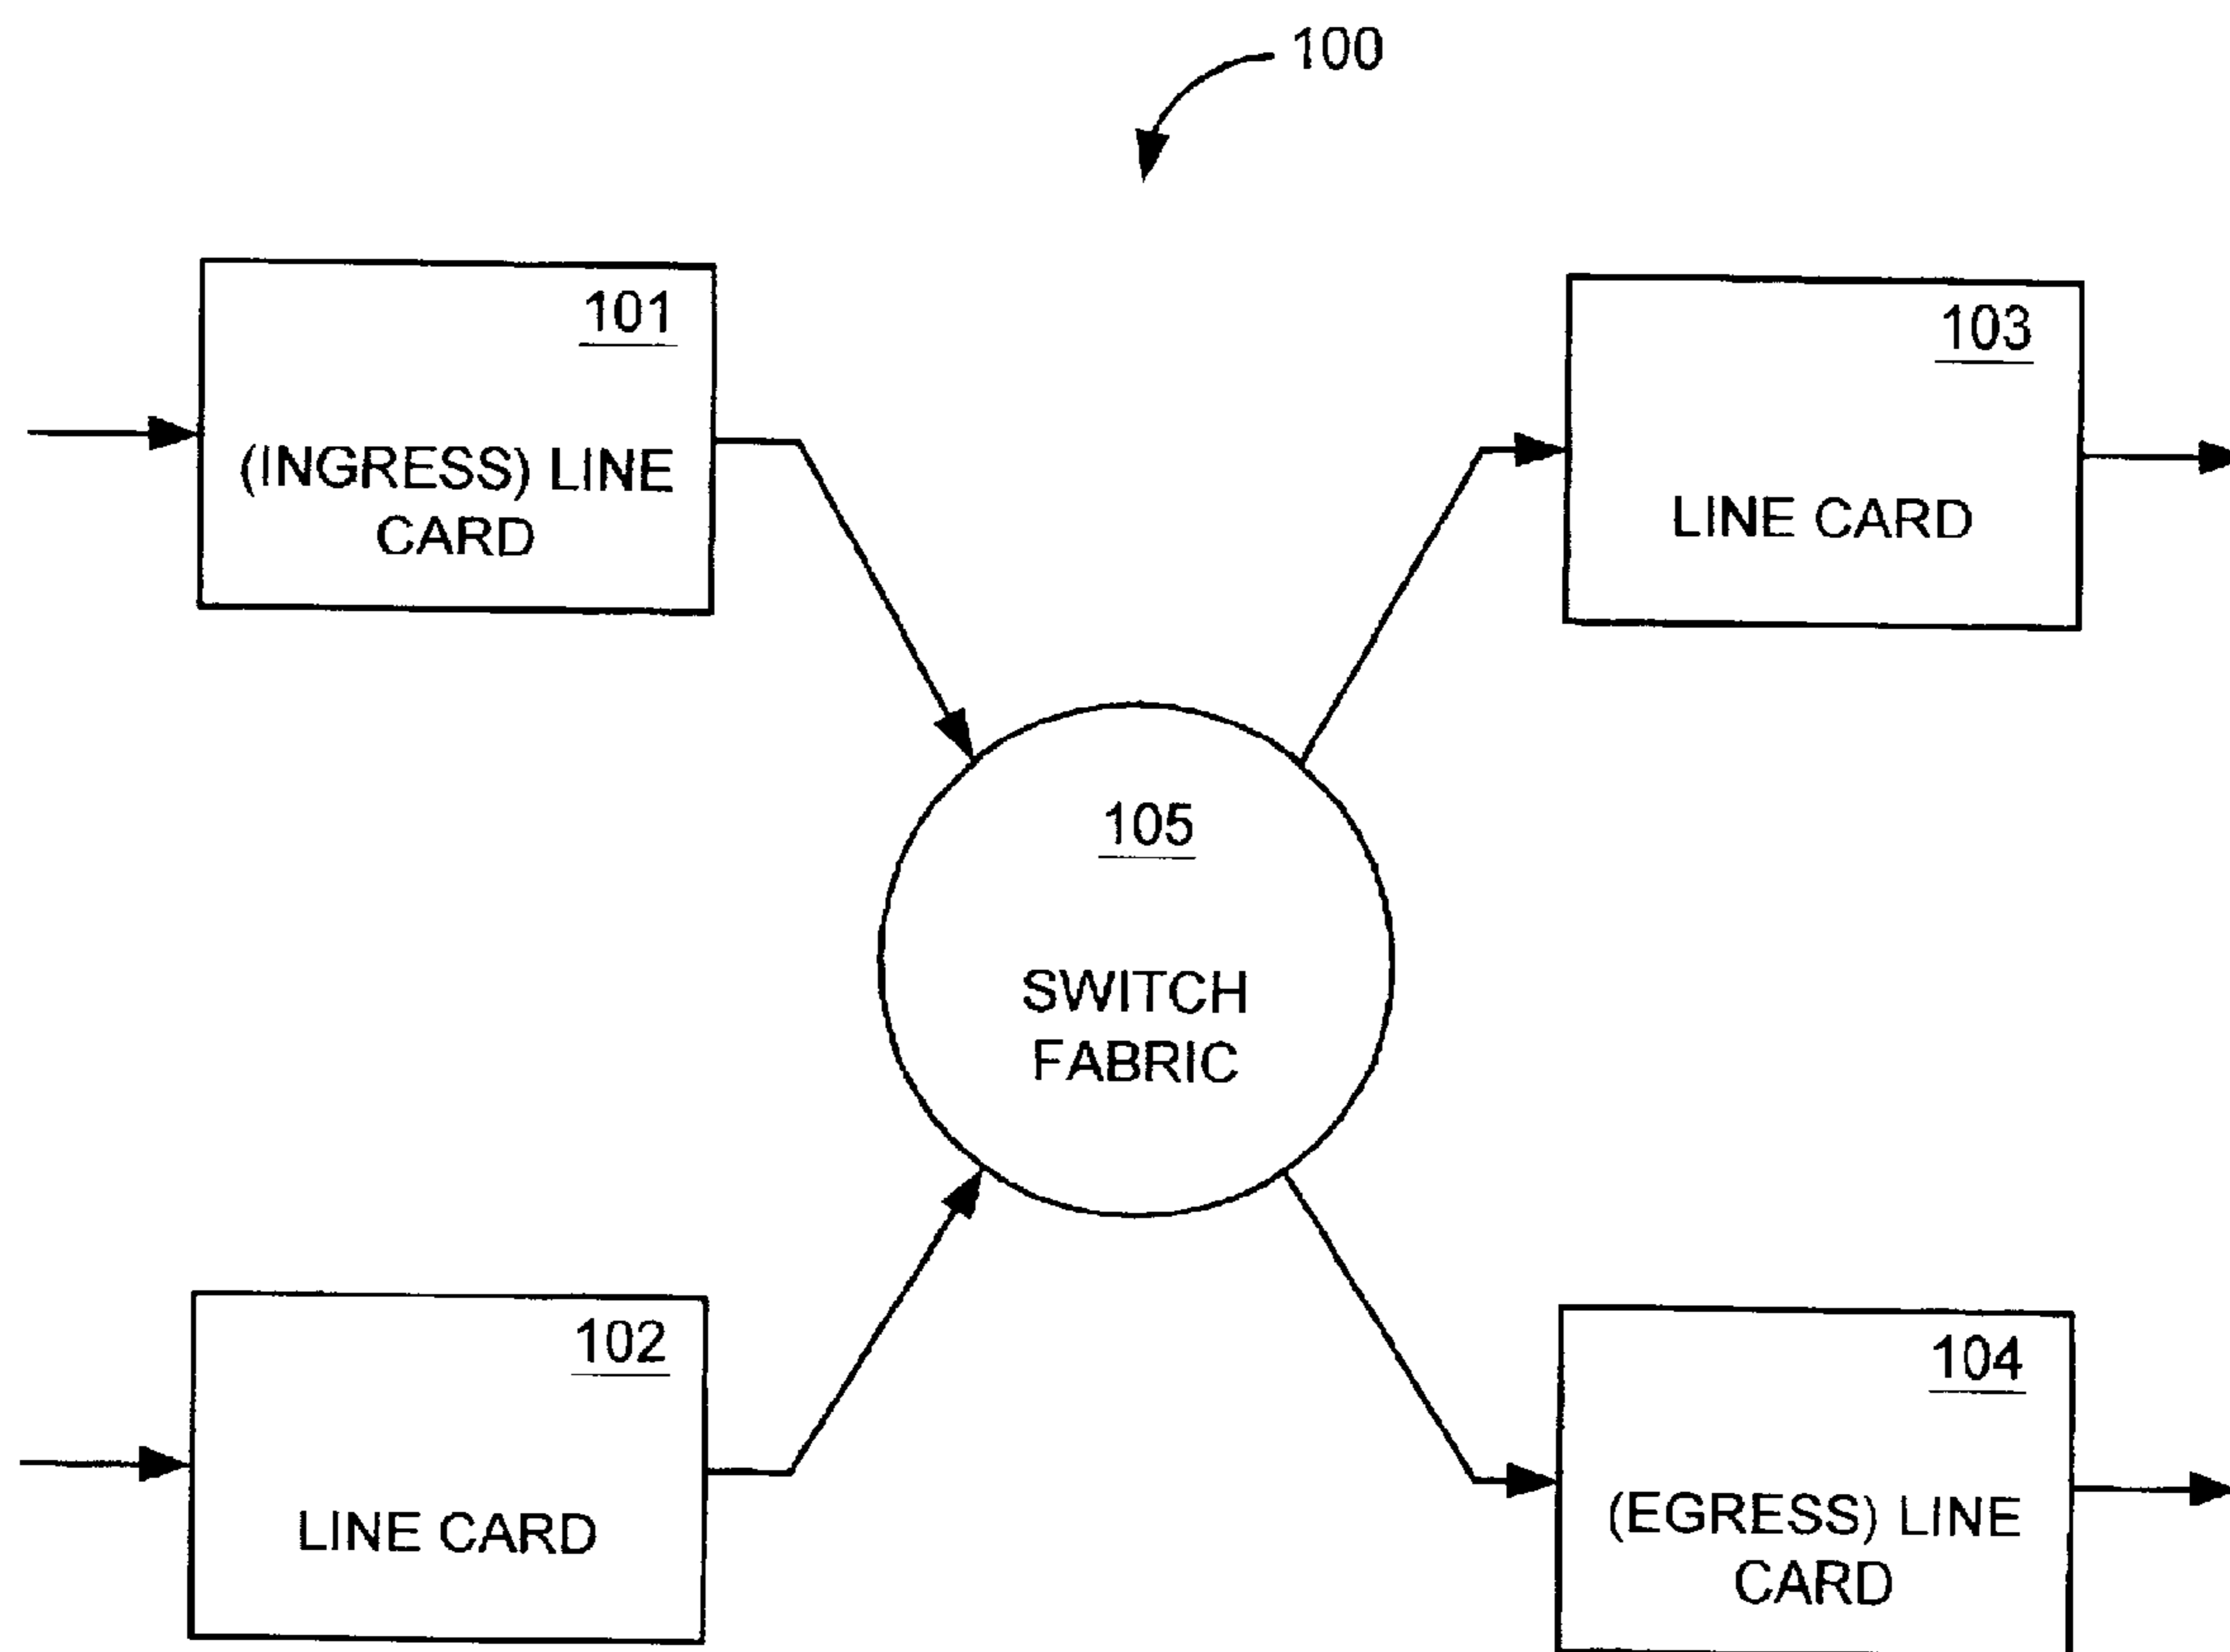 100
101
(INGRESS) LINE
CARD
103
LINE CARD
105
SWITCH
FABRIC
102
LINE CARD
104
(EGRESS) LINE
CARD